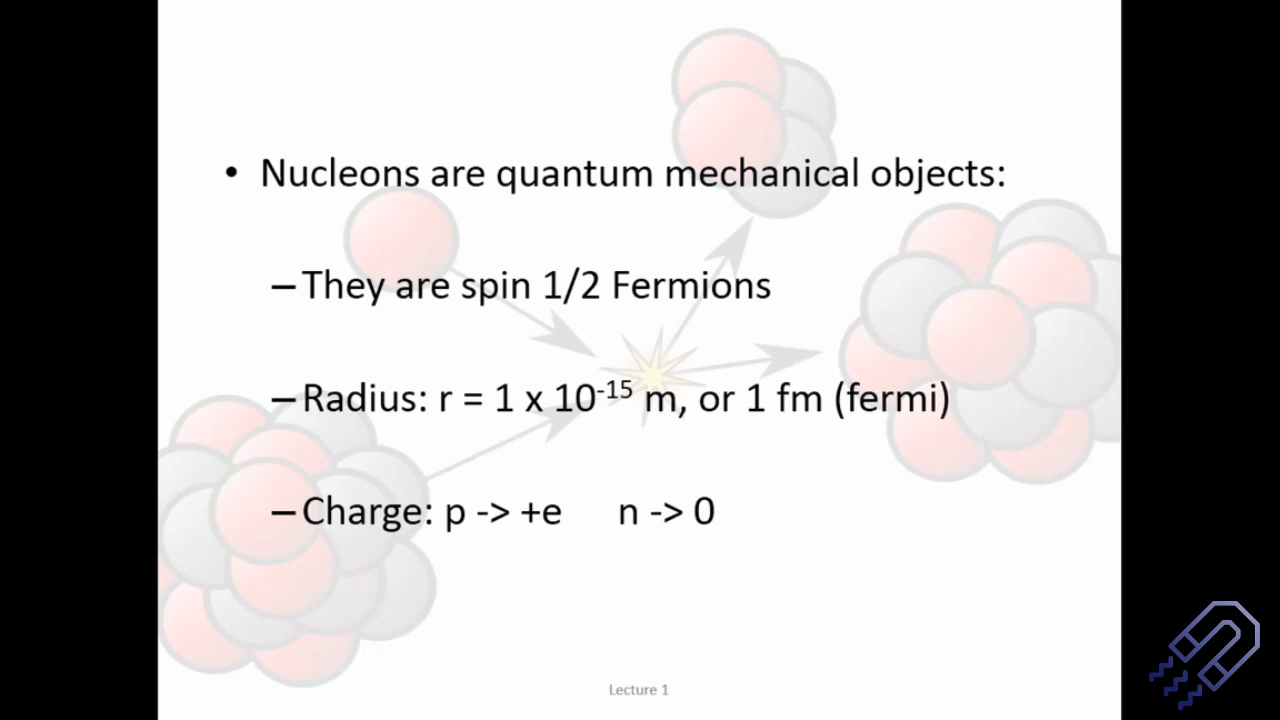 • Nucleons are quantum mechanical objects:
– They are spin 1/2 Fermions
– Radius: r = 1 x 10⁻¹⁵ m, or 1 fm (fermi)
– Charge: p -> +e n -> 0
Lecture 1